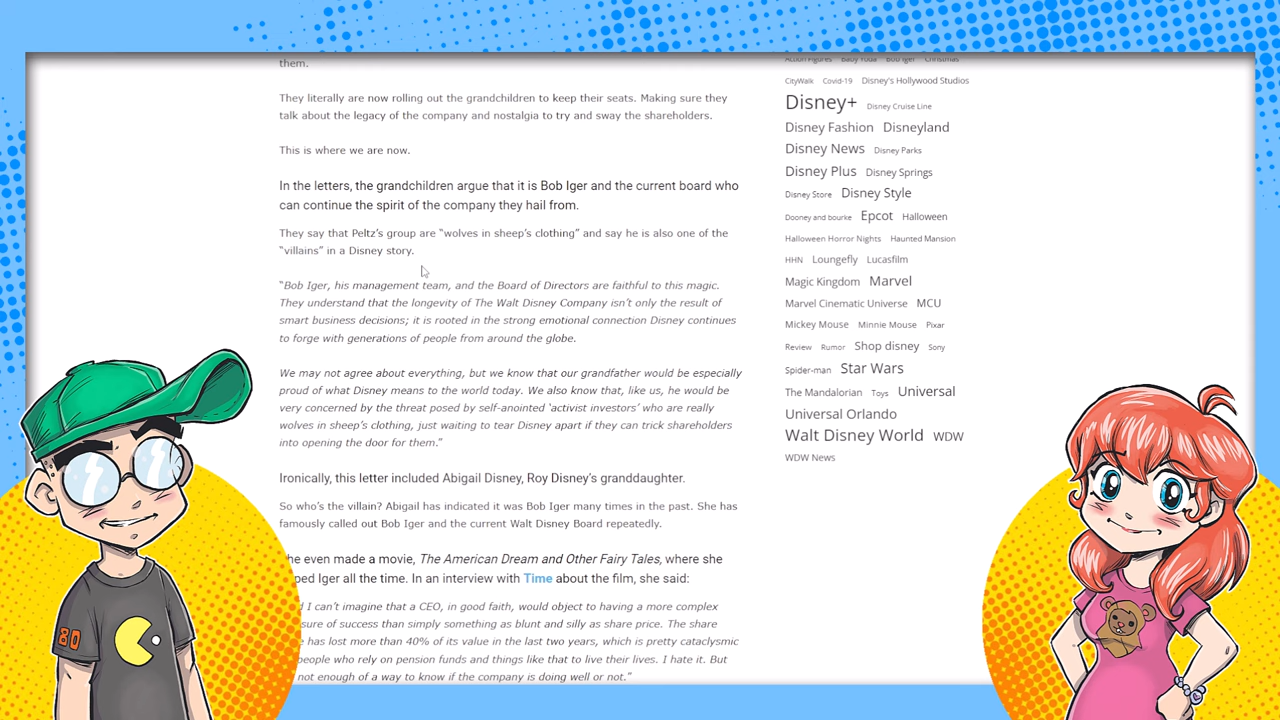 them.
They literally are now rolling out the grandchildren to keep their seats. Making sure they
talk about the legacy of the company and nostalgia to try and sway the shareholders.
This is where we are now.
In the letters, the grandchildren argue that it is Bob Iger and the current board who
can continue the spirit of the company they hail from.
They say that Peltz’s group are “wolves in sheep’s clothing” and say he is also one of the
“villains” in a Disney story.
“Bob Iger, his management team, and the Board of Directors are faithful to this magic.
They understand that the longevity of The Walt Disney Company isn’t only the result of
smart business decisions; it is rooted in the strong emotional connection Disney continues
to forge with generations of people from around the globe.
We may not agree about everything, but we know that our grandfather would be especially
proud of what Disney means to the world today. We also know that, like us, he would be
very concerned by the threat posed by self-anointed ‘activist investors’ who are really
wolves in sheep’s clothing, just waiting to tear Disney apart if they can trick shareholders
into opening the door for them.”
Ironically, this letter included Abigail Disney, Roy Disney’s granddaughter.
So who’s the villain? Abigail has indicated it was Bob Iger many times in the past. She has
famously called out Bob Iger and the current Walt Disney Board repeatedly.
he even made a movie, The American Dream and Other Fairy Tales, where she
ped Iger all the time. In an interview with Time about the film, she said:
I can’t imagine that a CEO, in good faith, would object to having a more complex
sure of success than simply something as blunt and silly as share price. The share
has lost more than 40% of its value in the last two years, which is pretty cataclysmic
people who rely on pension funds and things like that to live their lives. I hate it. But
not enough of a way to know if the company is doing well or not.”
Action Figures Baby Yoda Bob Iger Christmas
CityWalk Covid-19 Disney's Hollywood Studios
Disney+ Disney Cruise Line
Disney Fashion Disneyland
Disney News Disney Parks
Disney Plus Disney Springs
Disney Store Disney Style
Dooney and bourke Epcot Halloween
Halloween Horror Nights Haunted Mansion
HHN Loungefly Lucasfilm
Magic Kingdom Marvel
Marvel Cinematic Universe MCU
Mickey Mouse Minnie Mouse Pixar
Review Rumor Shop disney Sony
Spider-man Star Wars
The Mandalorian Toys Universal
Universal Orlando
Walt Disney World WDW
WDW News
80